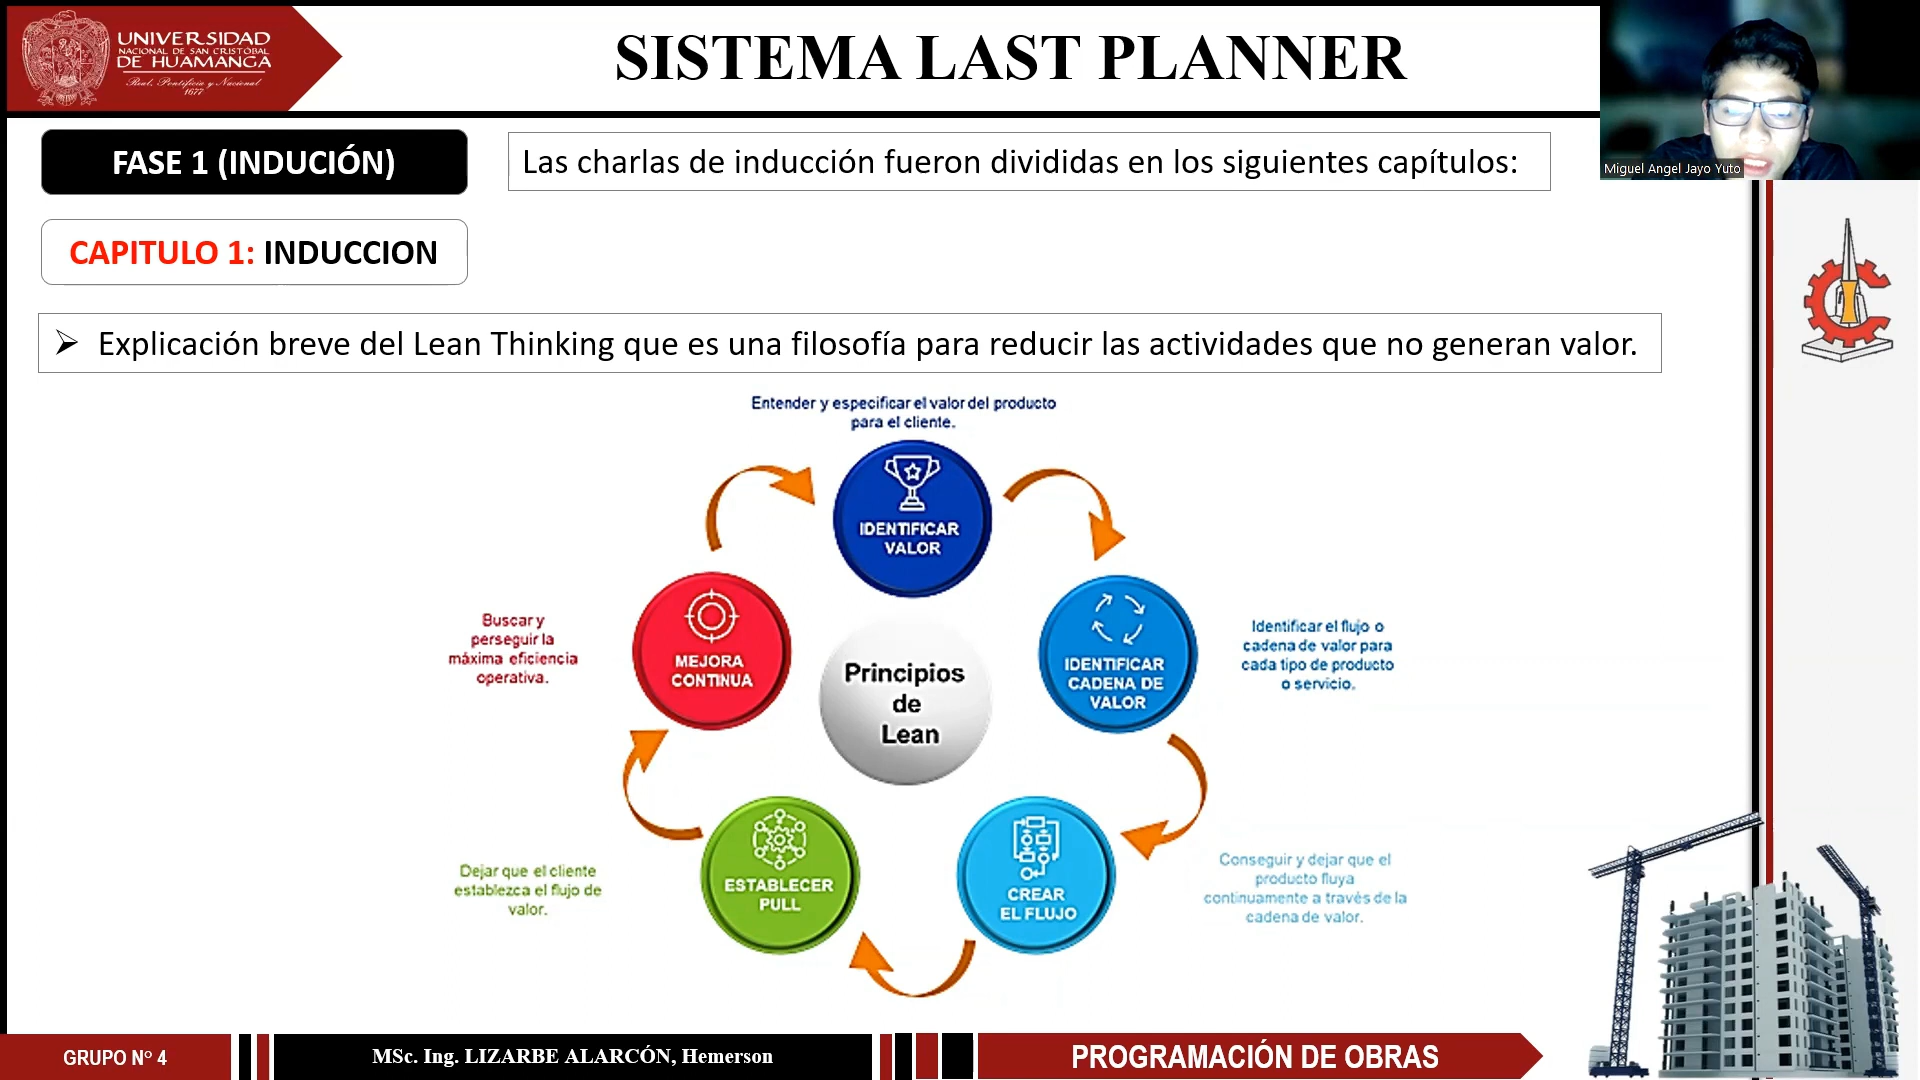 UNIVERSIDAD
NACIONAL DE SAN CRISTÓBAL
DE HUAMANGA
Real, Pontificia y Nacional
1677
SISTEMA LAST PLANNER
Miguel Angel Jayo Yuto
FASE 1 (INDUCIÓN)
Las charlas de inducción fueron divididas en los siguientes capítulos:
CAPITULO 1: INDUCCION
Explicación breve del Lean Thinking que es una filosofía para reducir las actividades que no generan valor.
Entender y especificar el valor del producto
para el cliente.
IDENTIFICAR
VALOR
Buscar y
perseguir la
máxima eficiencia
operativa.
MEJORA
CONTINUA
Principios
de
Lean
IDENTIFICAR
CADENA DE
VALOR
Identificar el flujo o
cadena de valor para
cada tipo de producto
o servicio.
Dejar que el cliente
establezca el flujo de
valor.
ESTABLECER
PULL
CREAR
EL FLUJO
Conseguir y dejar que el
producto fluya
continuamente a través de la
cadena de valor.
GRUPO Nº 4
MSc. Ing. LIZARBE ALARCÓN, Hemerson
PROGRAMACIÓN DE OBRAS